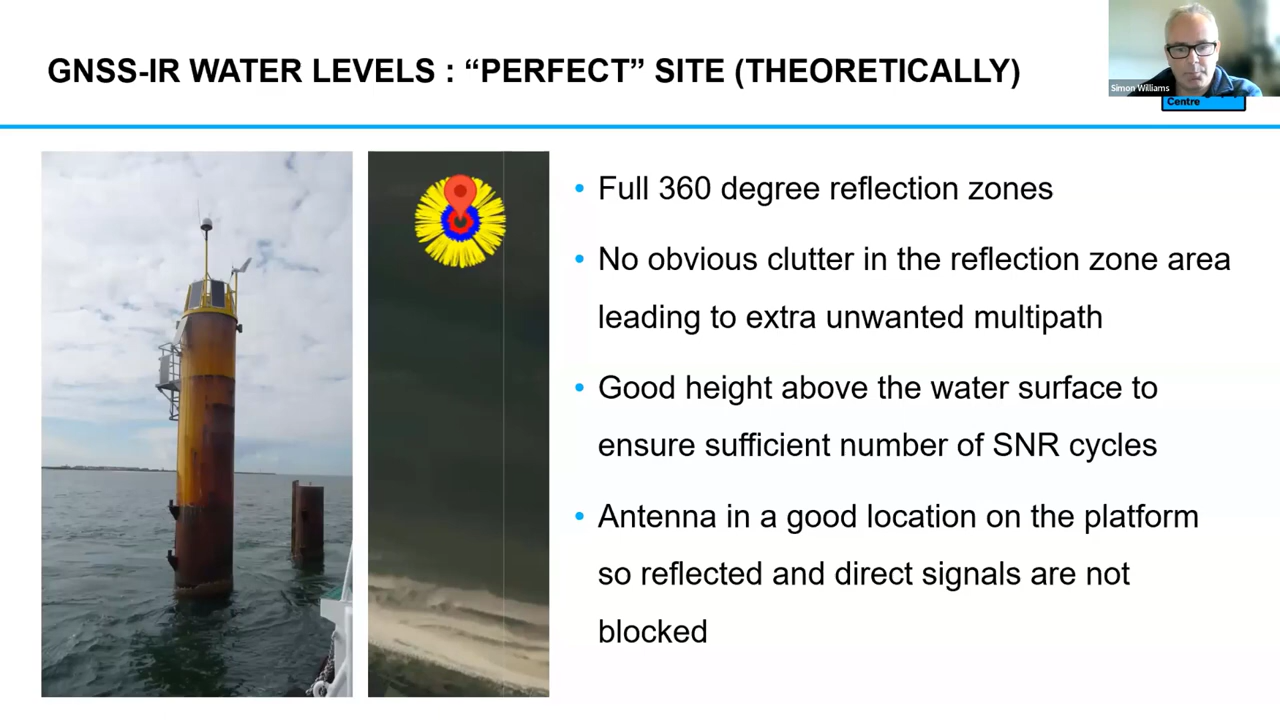 GNSS-IR WATER LEVELS : “PERFECT” SITE (THEORETICALLY)
Simon Williams
Centre
• Full 360 degree reflection zones
• No obvious clutter in the reflection zone area
leading to extra unwanted multipath
• Good height above the water surface to
ensure sufficient number of SNR cycles
• Antenna in a good location on the platform
so reflected and direct signals are not
blocked